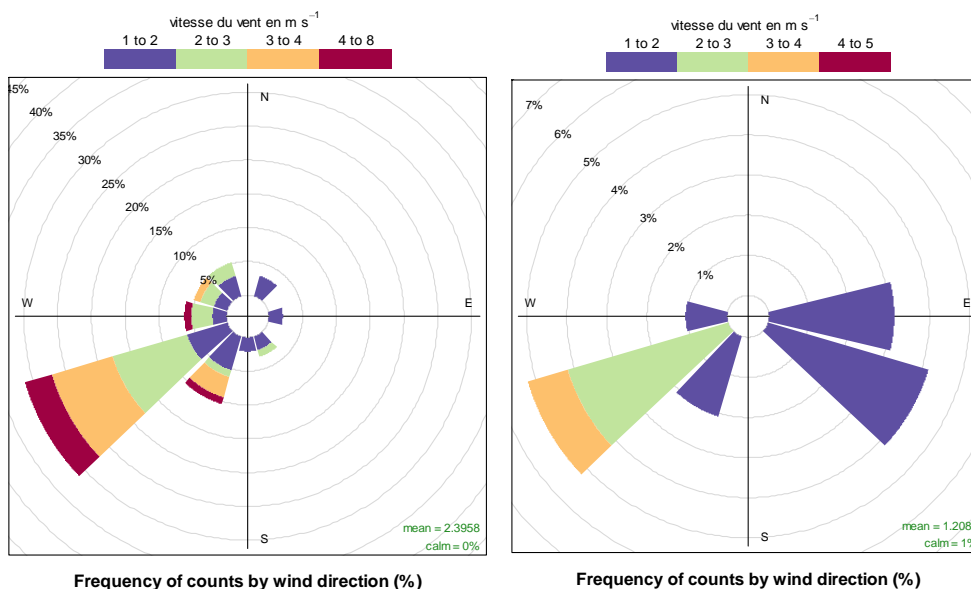 vitesse du vent en m s⁻¹
1 to 2 2 to 3 3 to 4 4 to 8
45%
40%
35%
30%
25%
20%
15%
10%
5%
N
W
E
S
mean = 2.3958
calm = 0%
Frequency of counts by wind direction (%)
vitesse du vent en m s⁻¹
1 to 2 2 to 3 3 to 4 4 to 5
7%
6%
5%
4%
3%
2%
1%
N
W
E
S
mean = 1.208
calm = 1%
Frequency of counts by wind direction (%)